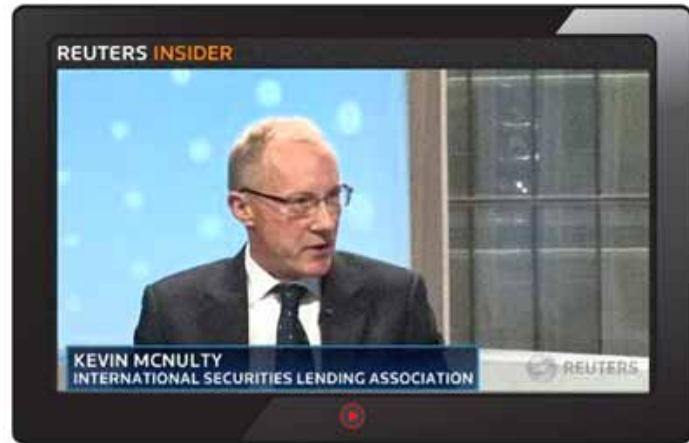 REUTERS INSIDER
KEVIN MCNULTY
INTERNATIONAL SECURITIES LENDING ASSOCIATION
REUTERS